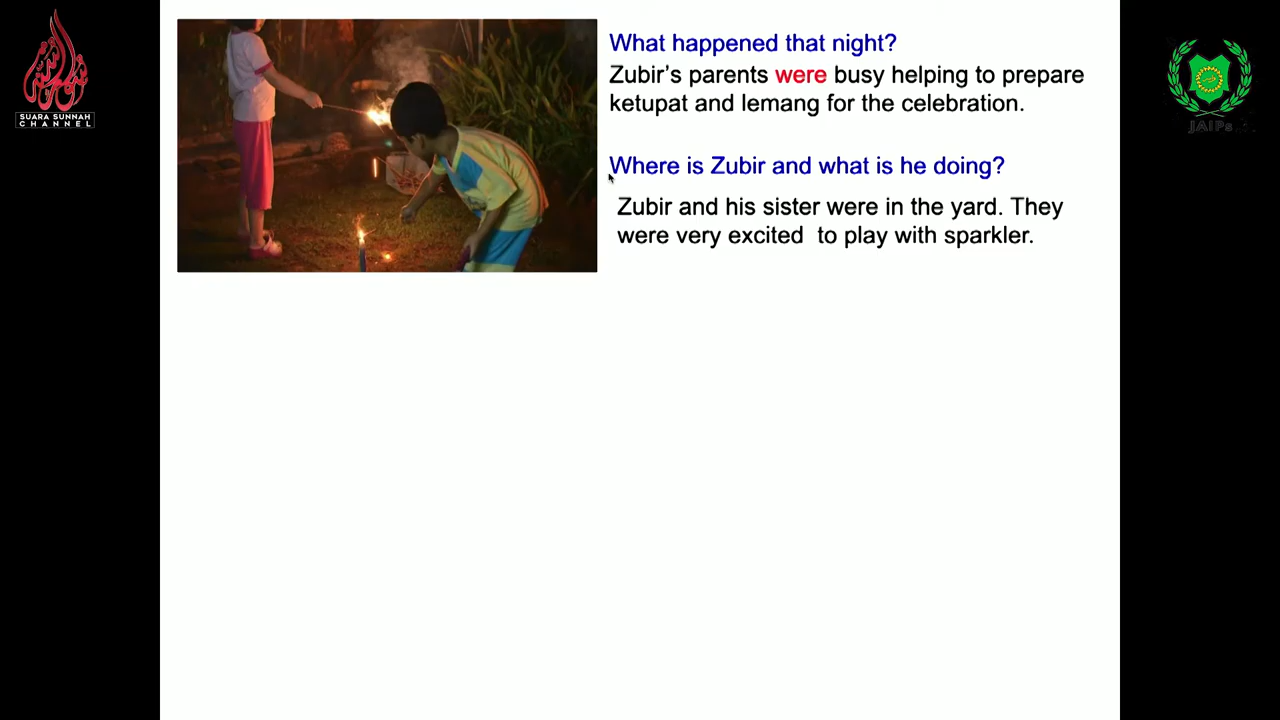 SUARA SUNNAH
CHANNEL
What happened that night?
Zubir’s parents were busy helping to prepare
ketupat and lemang for the celebration.
Where is Zubir and what is he doing?
Zubir and his sister were in the yard. They
were very excited  to play with sparkler.
JAIPs